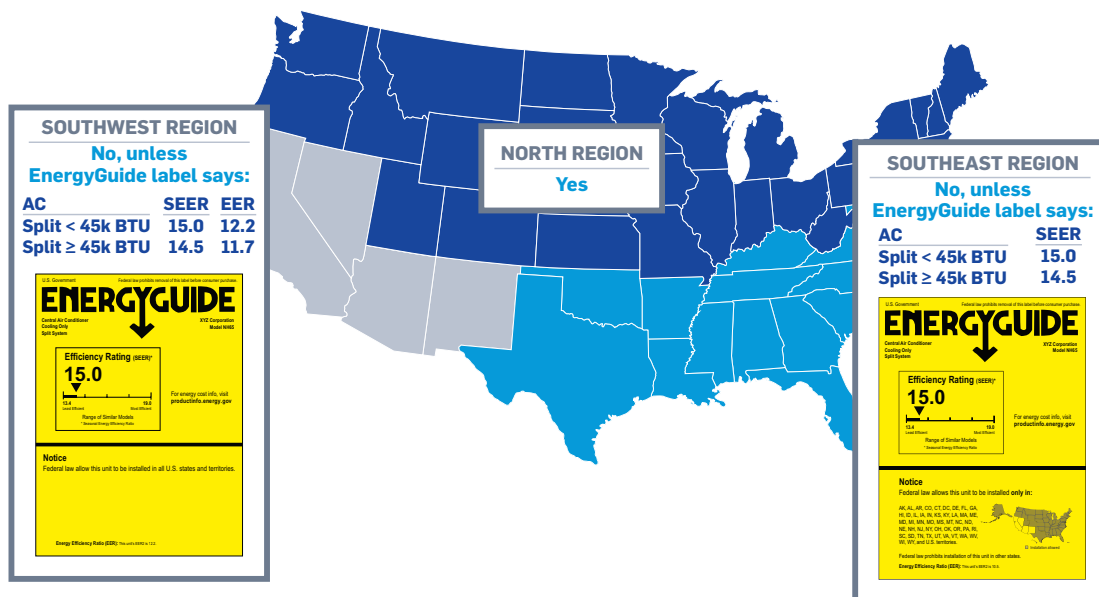 SOUTHWEST REGION
No, unless
EnergyGuide label says:
AC SEER EER
Split < 45k BTU 15.0 12.2
Split ≥ 45k BTU 14.5 11.7
U.S. Government Federal law prohibits removal of this label before consumer purchase.
ENERGYGUIDE
Central Air Conditioner XYZ Corporation
Cooling Only Model NH65
Split System
Efficiency Rating (SEER)*
15.0
13.4 19.0
Least Efficient Most Efficient
Range of Similar Models
* Seasonal Energy Efficiency Ratio
For energy cost info, visit
productinfo.energy.gov
Notice
Federal law allow this unit to be installed in all U.S. states and territories.
Energy Efficiency Ratio (EER): This unit's EER2 is 12.2.
NORTH REGION
Yes
SOUTHEAST REGION
No, unless
EnergyGuide label says:
AC SEER
Split < 45k BTU 15.0
Split ≥ 45k BTU 14.5
U.S. Government Federal law prohibits removal of this label before consumer purchase.
ENERGYGUIDE
Central Air Conditioner XYZ Corporation
Cooling Only Model NH65
Split System
Efficiency Rating (SEER)*
15.0
13.4 19.0
Least Efficient Most Efficient
Range of Similar Models
* Seasonal Energy Efficiency Ratio
For energy cost info, visit
productinfo.energy.gov
Notice
Federal law allows this unit to be installed only in:
AK, AL, AR, CO, CT, DC, DE, FL, GA,
HI, ID, IL, IA, IN, KS, KY, LA, MA, ME,
MD, MI, MN, MO, MS, MT, NC, ND,
NE, NH, NJ, NY, OH, OK, OR, PA, RI,
SC, SD, TN, TX, UT, VA, VT, WA, WV,
WI, WY, and U.S. territories.
Installation allowed
Federal law prohibits installation of this unit in other states.
Energy Efficiency Ratio (EER): This unit's EER2 is